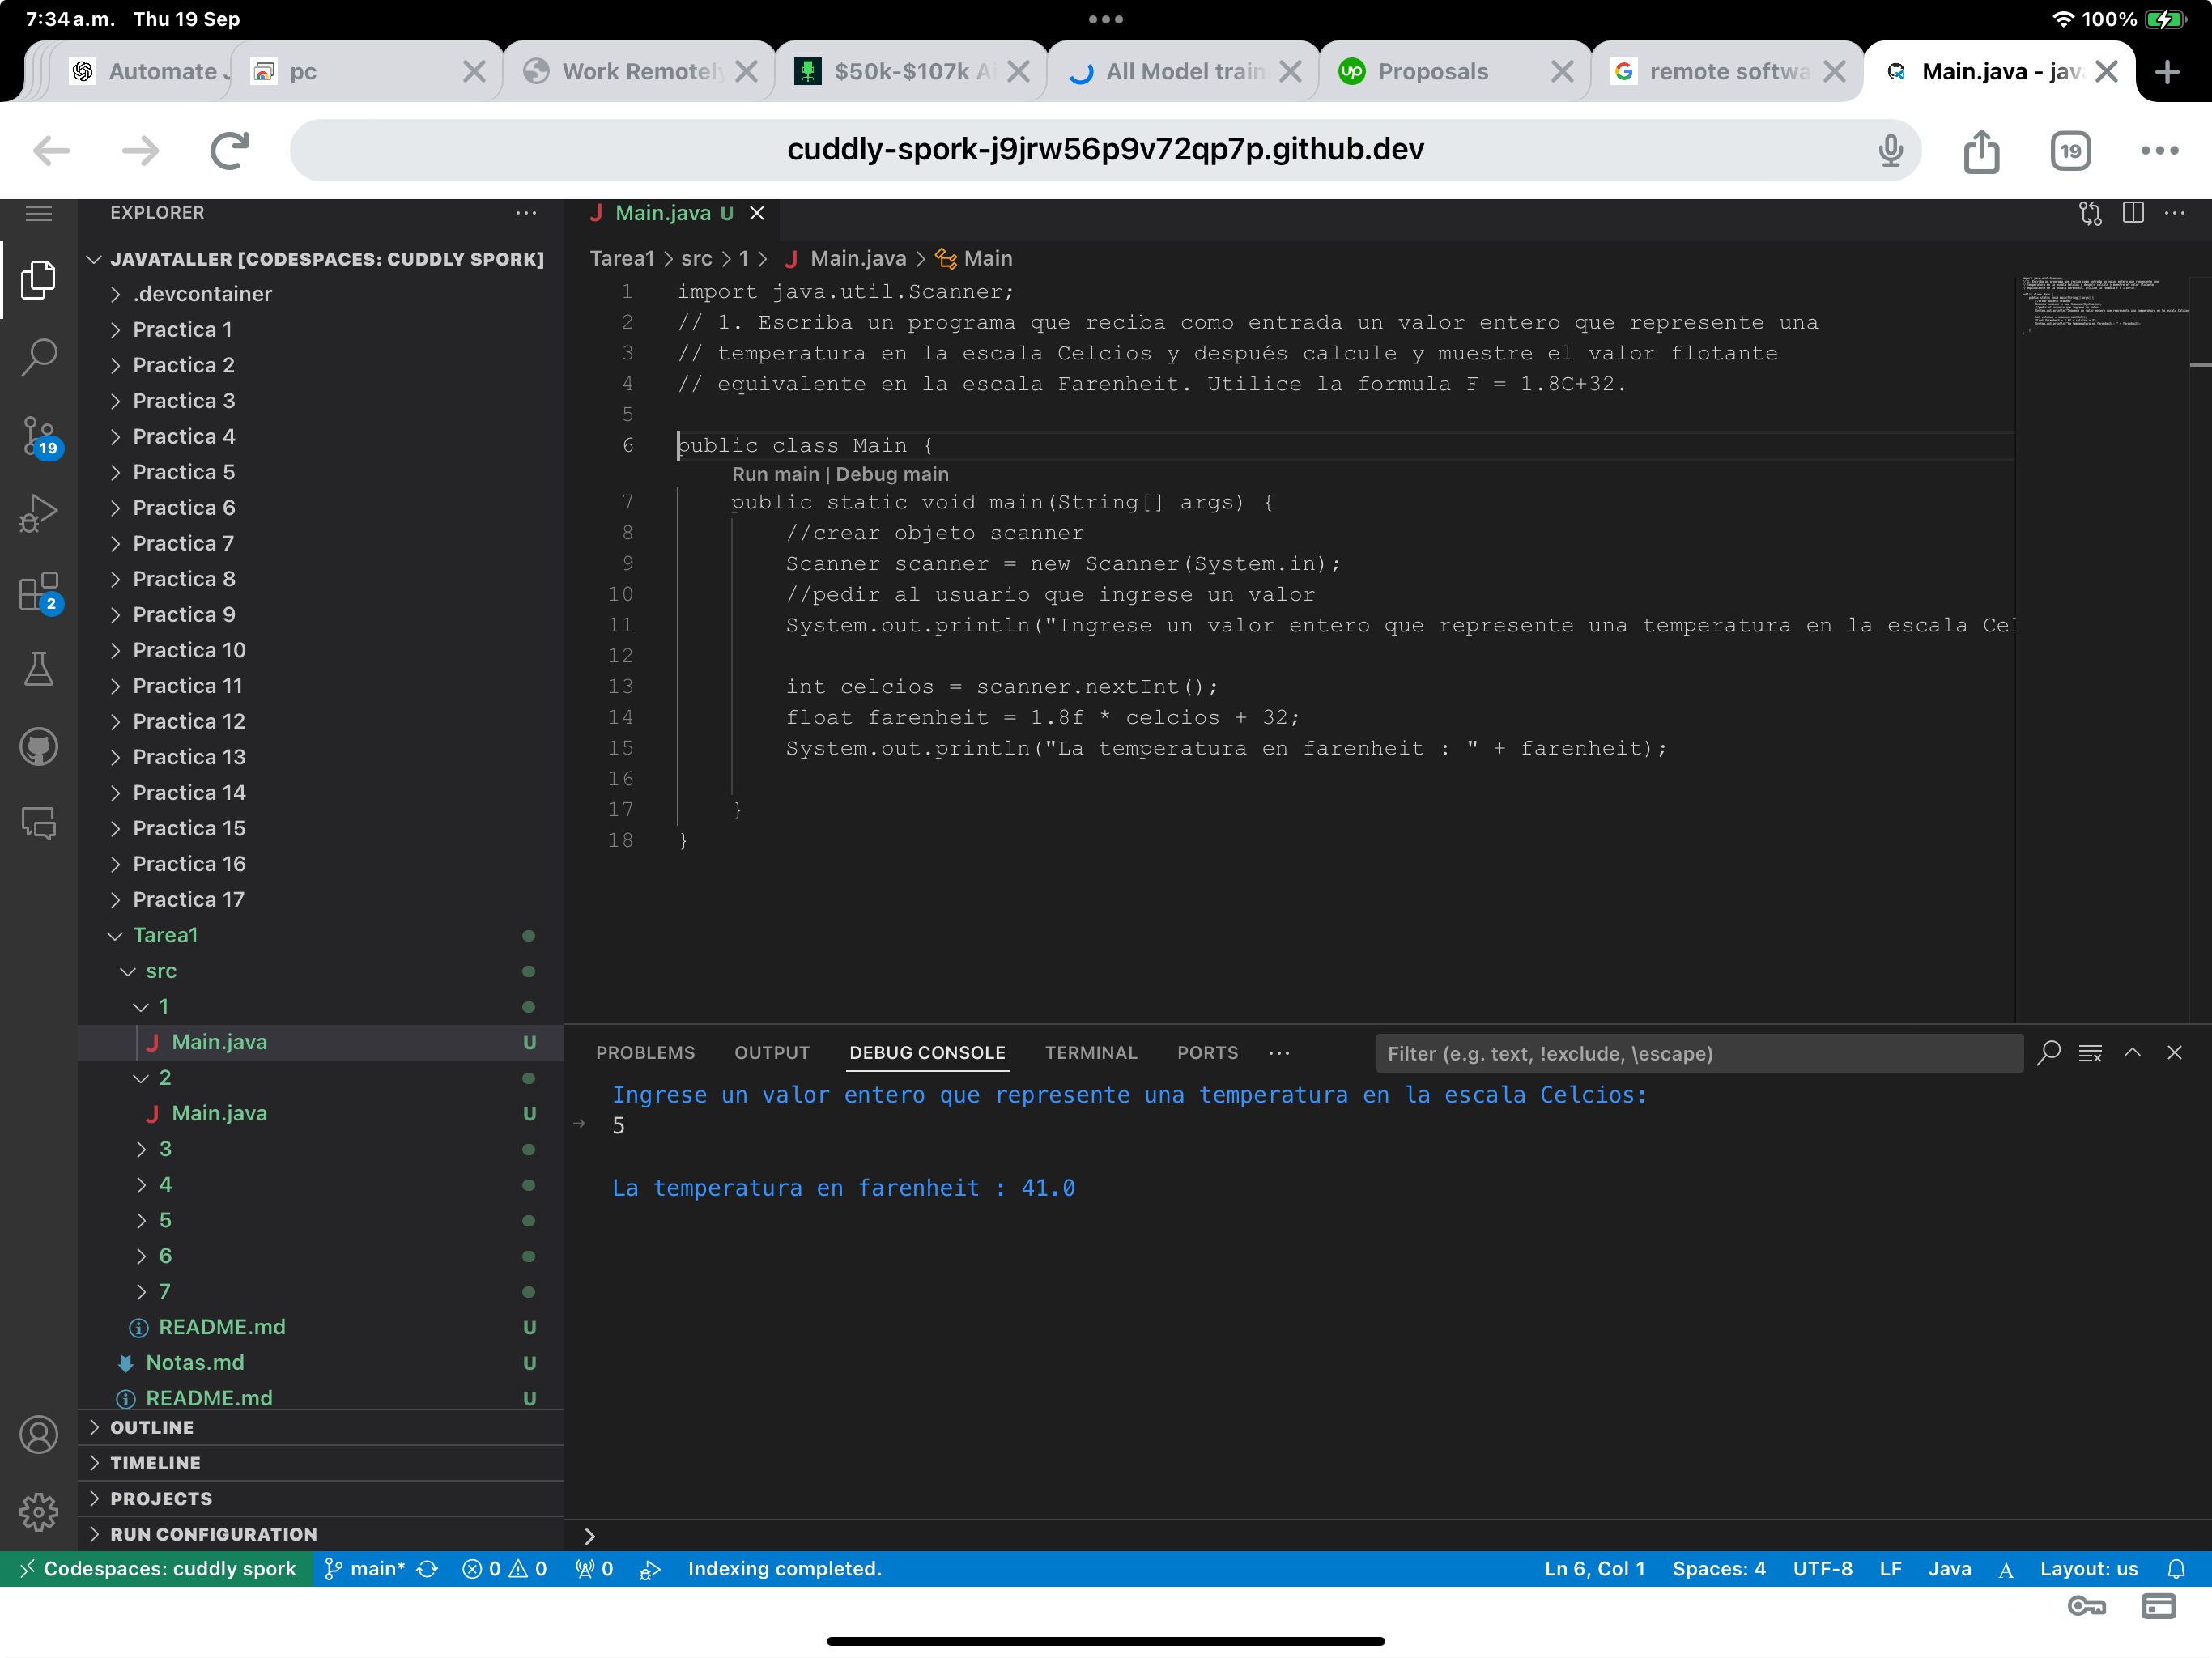 7:34 a.m. Thu 19 Sep
100%
Automate
pc
Work Remotely
$50k-$107k Ai
All Model train
Proposals
remote softwa
Main.java - jav
cuddly-spork-j9jrw56p9v72qp7p.github.dev
19
EXPLORER
JAVATALLER [CODESPACES: CUDDLY SPORK]
.devcontainer
Practica 1
Practica 2
Practica 3
Practica 4
Practica 5
Practica 6
Practica 7
Practica 8
Practica 9
Practica 10
Practica 11
Practica 12
Practica 13
Practica 14
Practica 15
Practica 16
Practica 17
Tarea1
src
1
Main.java U
2
Main.java U
3
4
5
6
7
README.md U
Notas.md U
README.md U
OUTLINE
TIMELINE
PROJECTS
RUN CONFIGURATION
19
2
Main.java U
Tarea1 > src > 1 > Main.java > Main
1 import java.util.Scanner;
2 // 1. Escriba un programa que reciba como entrada un valor entero que represente una
3 // temperatura en la escala Celcios y después calcule y muestre el valor flotante
4 // equivalente en la escala Farenheit. Utilice la formula F = 1.8C+32.
5
6 public class Main {
Run main | Debug main
7 public static void main(String[] args) {
8 //crear objeto scanner
9 Scanner scanner = new Scanner(System.in);
10 //pedir al usuario que ingrese un valor
11 System.out.println("Ingrese un valor entero que represente una temperatura en la escala Cel
12
13 int celcios = scanner.nextInt();
14 float farenheit = 1.8f * celcios + 32;
15 System.out.println("La temperatura en farenheit : " + farenheit);
16
17 }
18 }
PROBLEMS OUTPUT DEBUG CONSOLE TERMINAL PORTS
Filter (e.g. text, !exclude, \escape)
Ingrese un valor entero que represente una temperatura en la escala Celcios:
5
La temperatura en farenheit : 41.0
Codespaces: cuddly spork main* 0 0 0 Indexing completed.
Ln 6, Col 1 Spaces: 4 UTF-8 LF Java A Layout: us